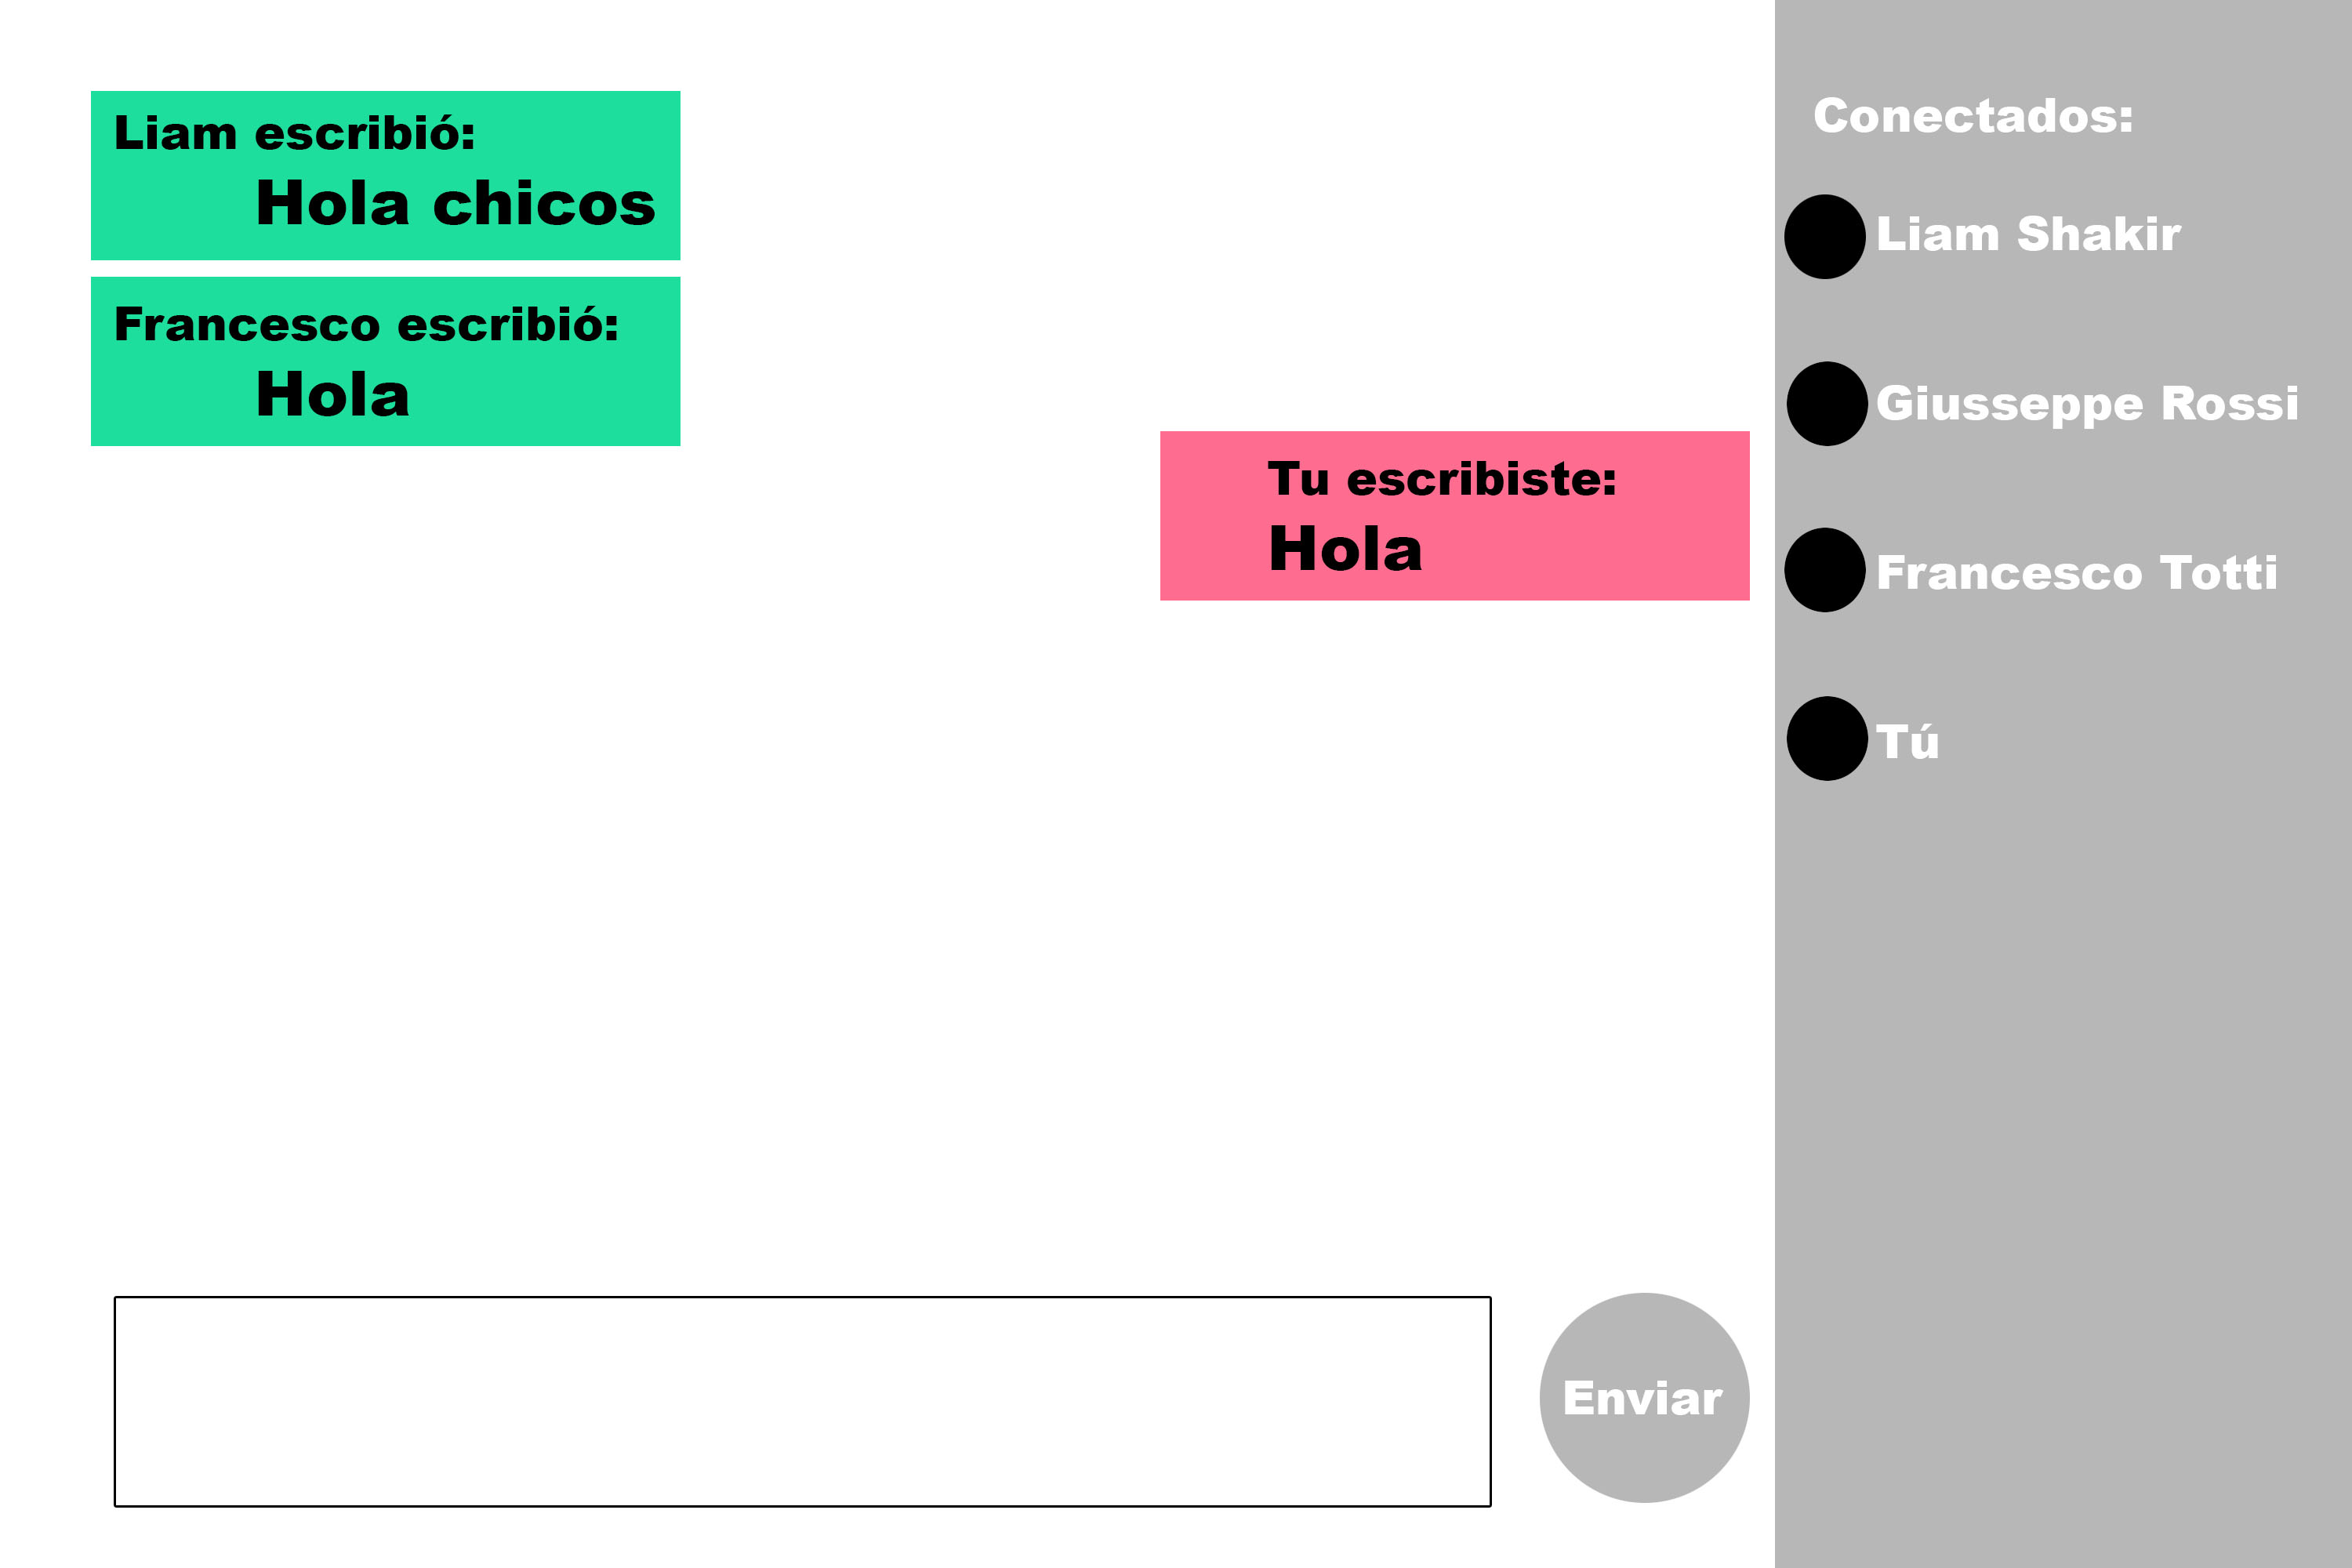 Liam escribió:
Hola chicos
Francesco escribió:
Hola
Tu escribiste:
Hola
Enviar
Conectados:
Liam Shakir
Giusseppe Rossi
Francesco Totti
Tú